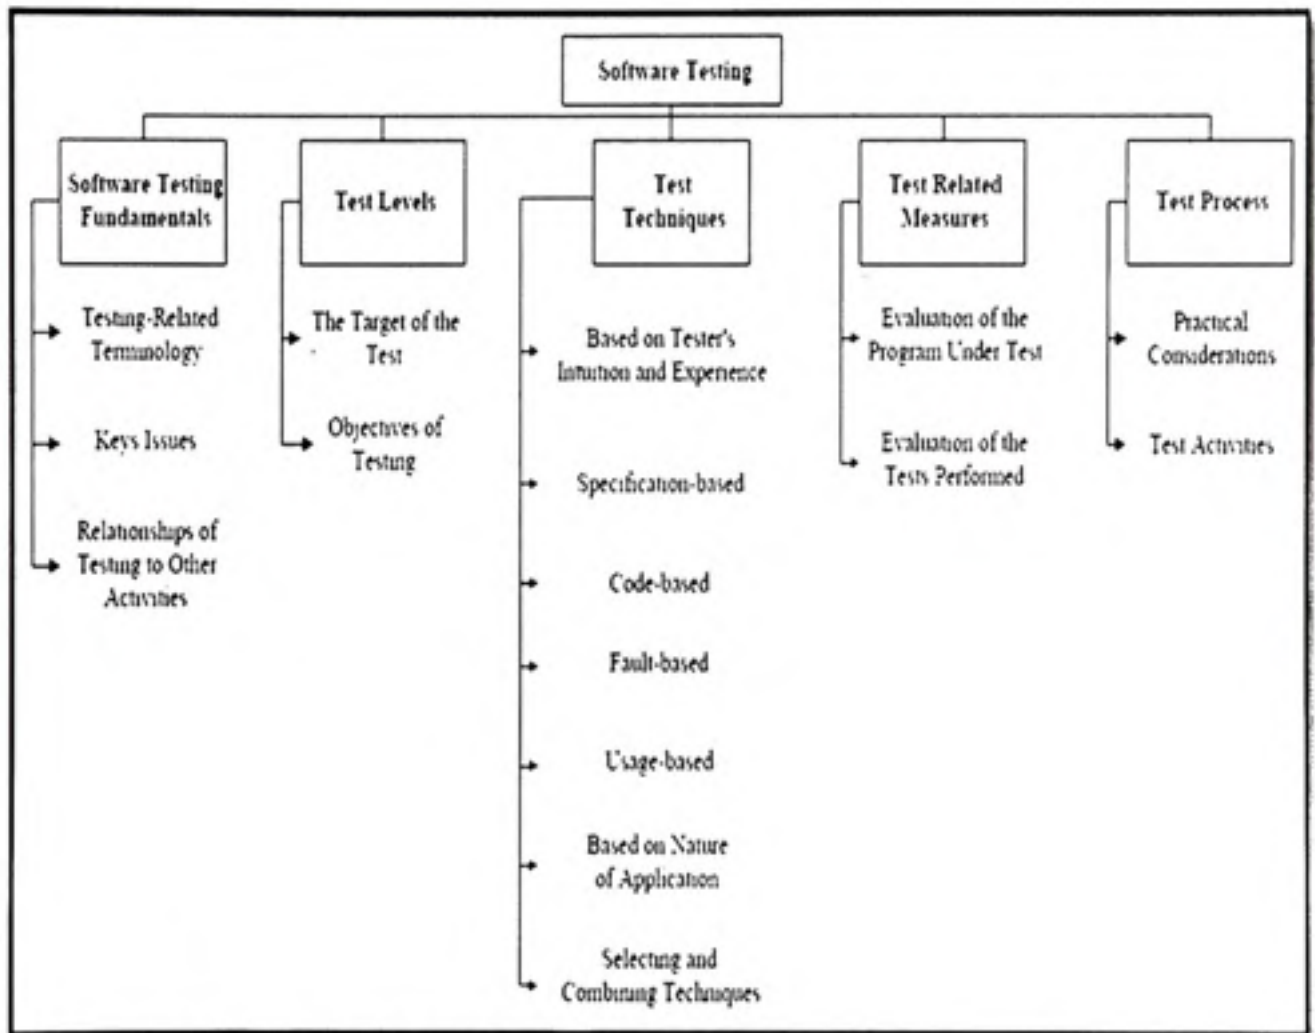 Software Testing
Software Testing
Fundamentals
Testing-Related
Terminology
Keys Issues
Relationships of
Testing to Other
Activities
Test Levels
The Target of the
Test
Objectives of
Testing
Test
Techniques
Based on Tester's
Intuition and Experience
Specification-based
Code-based
Fault-based
Usage-based
Based on Nature
of Application
Selecting and
Combining Techniques
Test Related
Measures
Evaluation of the
Program Under Test
Evaluation of the
Tests Performed
Test Process
Practical
Considerations
Test Activities